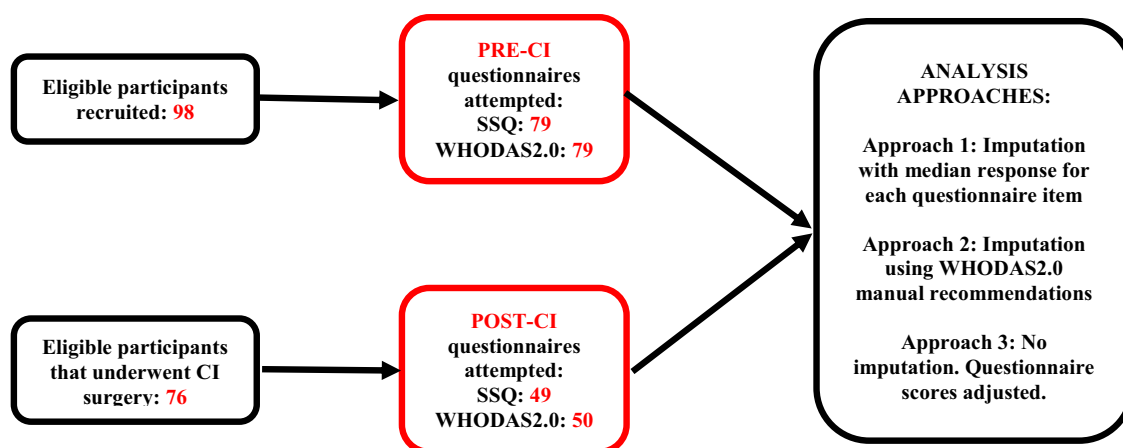 Eligible participants
recruited: 98
PRE-CI
questionnaires
attempted:
SSQ: 79
WHODAS2.0: 79
Eligible participants
that underwent CI
surgery: 76
POST-CI
questionnaires
attempted:
SSQ: 49
WHODAS2.0: 50
ANALYSIS
APPROACHES:
Approach 1: Imputation
with median response for
each questionnaire item
Approach 2: Imputation
using WHODAS2.0
manual recommendations
Approach 3: No
imputation. Questionnaire
scores adjusted.